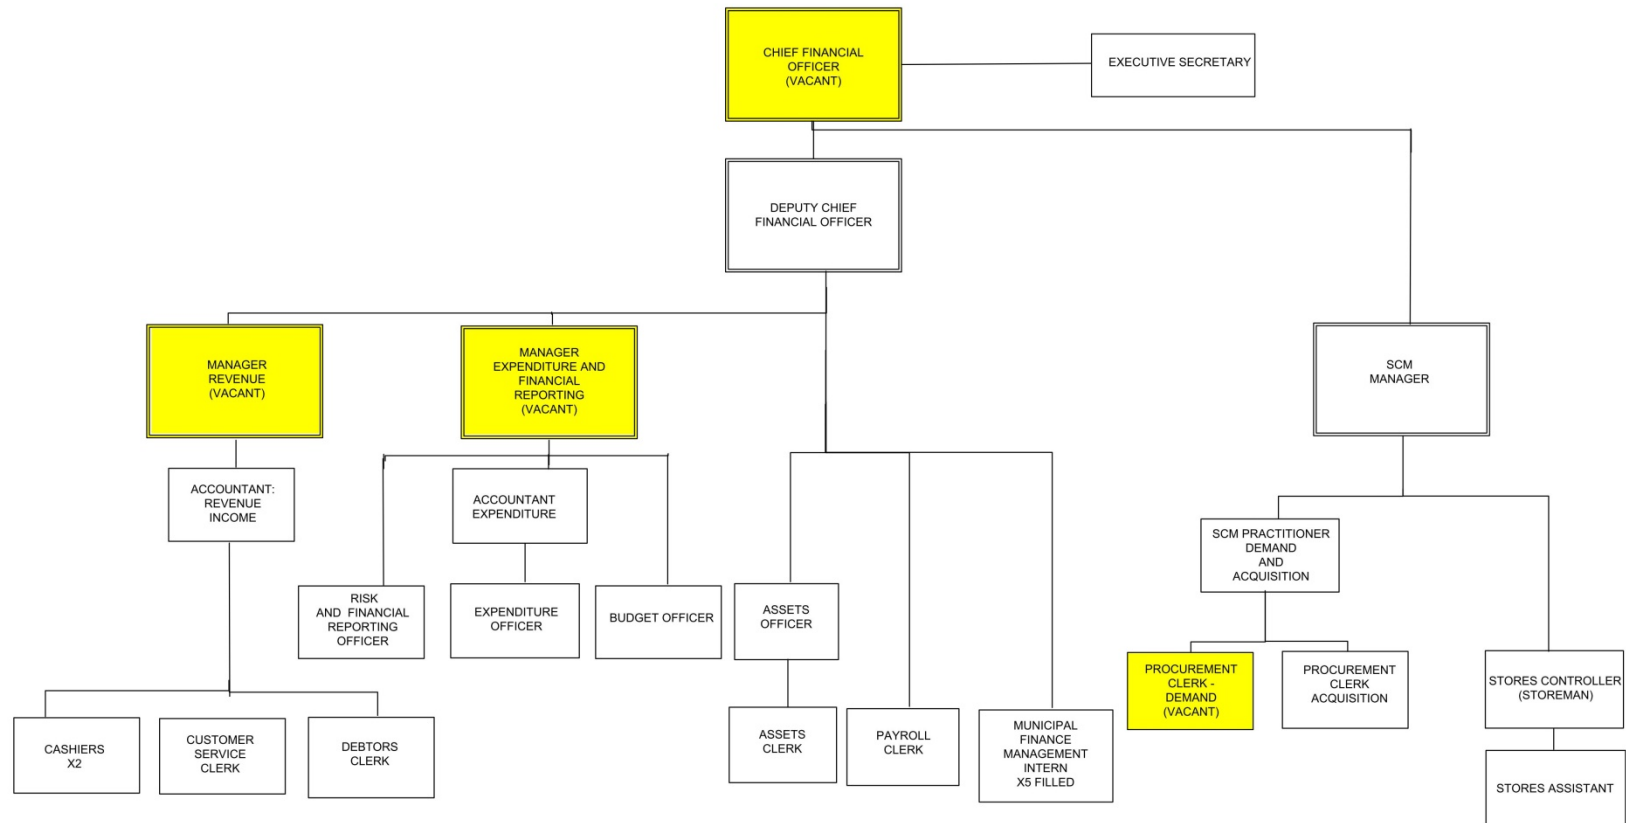 CHIEF FINANCIAL
OFFICER
(VACANT)
EXECUTIVE SECRETARY
DEPUTY CHIEF
FINANCIAL OFFICER
MANAGER
REVENUE
(VACANT)
MANAGER
EXPENDITURE AND
FINANCIAL
REPORTING
(VACANT)
SCM
MANAGER
ACCOUNTANT:
REVENUE
INCOME
ACCOUNTANT
EXPENDITURE
SCM PRACTITIONER
DEMAND
AND
ACQUISITION
RISK
AND FINANCIAL
REPORTING
OFFICER
EXPENDITURE
OFFICER
BUDGET OFFICER
ASSETS
OFFICER
PROCUREMENT
CLERK -
DEMAND
(VACANT)
PROCUREMENT
CLERK
ACQUISITION
STORES CONTROLLER
(STOREMAN)
CASHIERS
X2
CUSTOMER
SERVICE
CLERK
DEBTORS
CLERK
ASSETS
CLERK
PAYROLL
CLERK
MUNICIPAL
FINANCE
MANAGEMENT
INTERN
X5 FILLED
STORES ASSISTANT